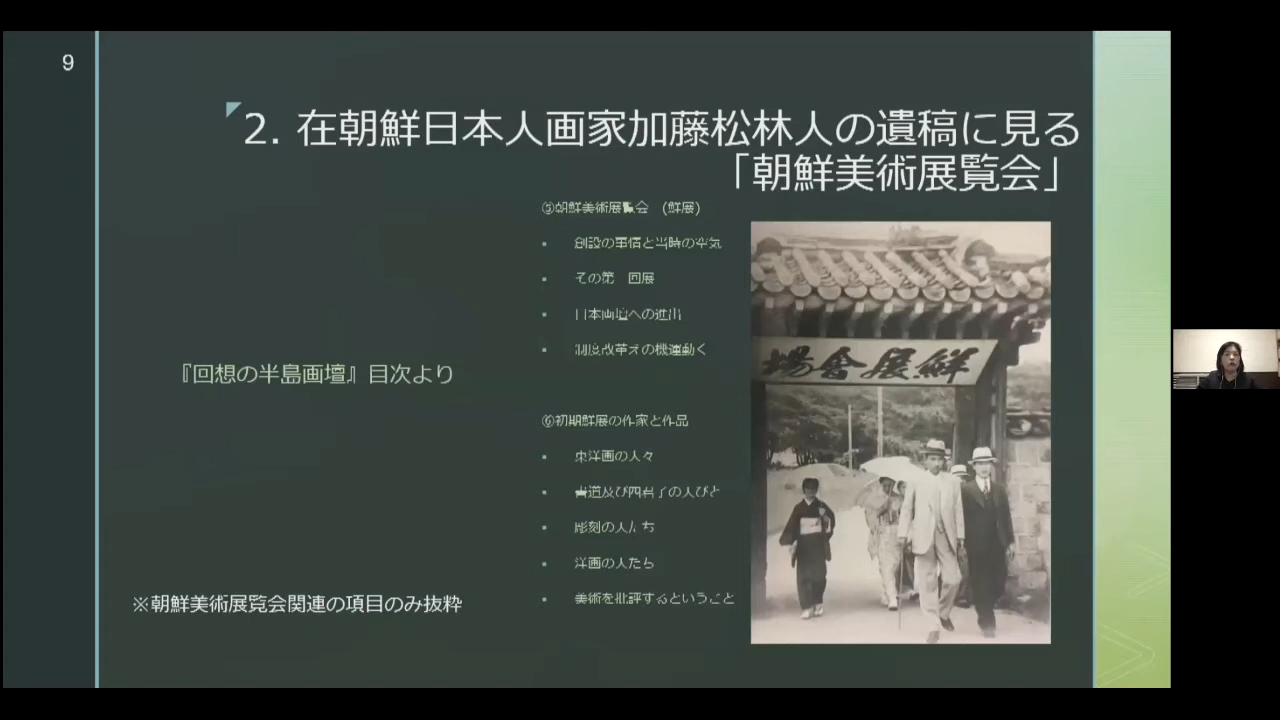 9
2. 在朝鮮日本人画家加藤松林人の遺稿に見る
「朝鮮美術展覧会」
⑤朝鮮美術展覧会 (鮮展)
▪ 創設の事情と当時の空気
▪ その第 回展
▪ 日本画壇への進出
▪ 制度改革えの機運動く
『回想の半島画壇』目次より
⑥初期鮮展の作家と作品
▪ 東洋画の人々
▪ 書道及び四君子の人びと
▪ 彫刻の人たち
▪ 洋画の人たち
▪ 美術を批評するということ
※朝鮮美術展覧会関連の項目のみ抜粋
場會展鮮